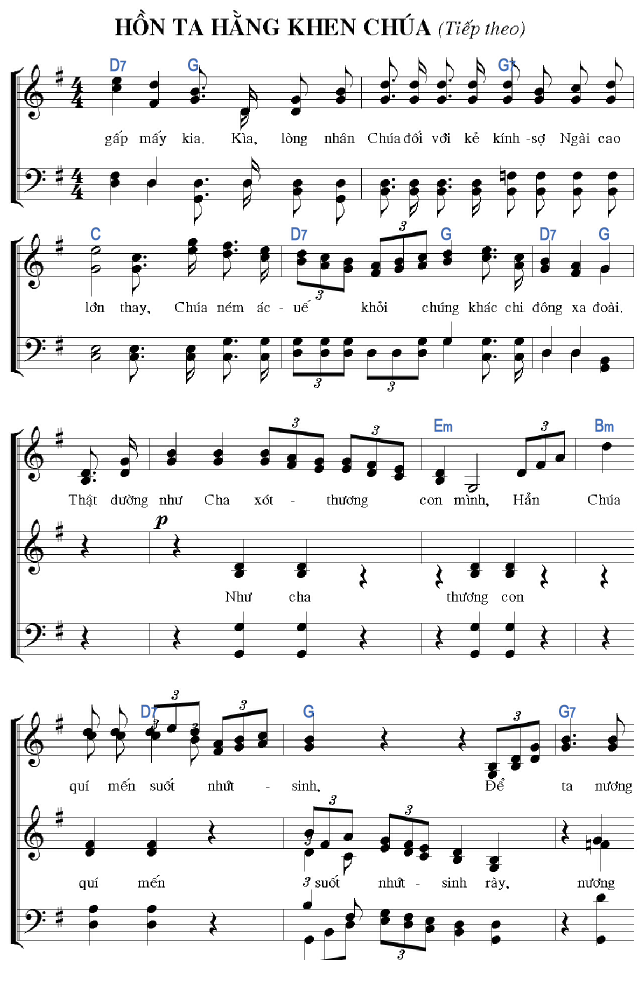 HỒN TA HẰNG KHEN CHÚA (Tiếp theo)
D7 G G7
4 4
gấp mấy kia. Kìa, lòng nhân Chúa đối với kẻ kính-sợ Ngài cao
4 4
C D7 G D7 G
3 3
lớn thay, Chúa ném ác-uế khỏi chúng khác chi đồng xa đoài.
3 3
Em Bm
3 3 3
Thật dường như Cha xót-thương con mình, Hẳn Chúa
p
Như cha thương con
D7 G G7
3 3 3
quí mến suốt nhứt-sinh, Để ta nương
3 3
quí mến suốt nhứt-sinh rày, nương
3
3